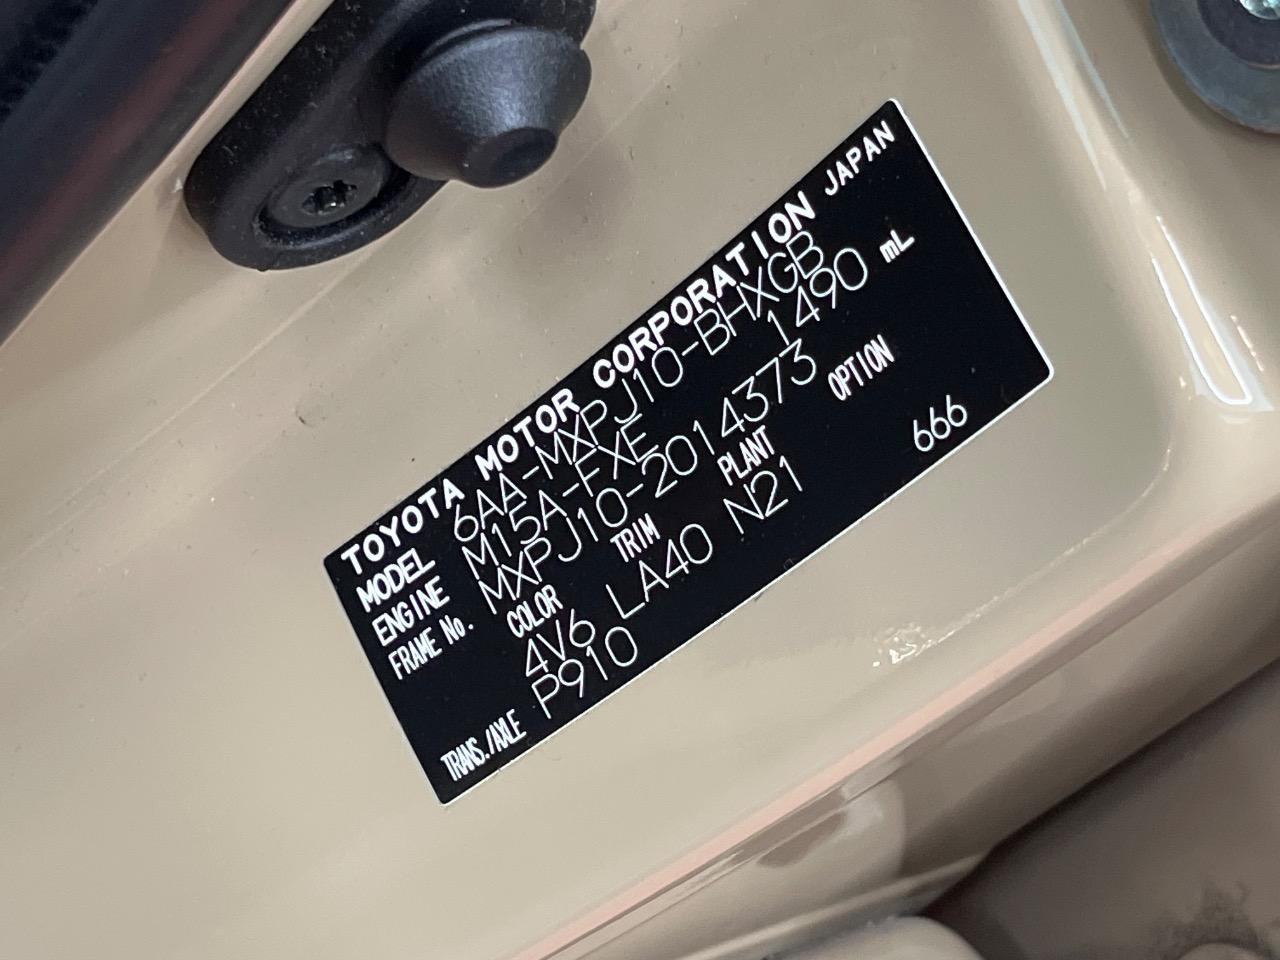 TOYOTA MOTOR CORPORATION JAPAN
MODEL 6AA-MXPJ10-BHXGB
ENGINE M15A-FXE 1490 mL
FRAME No. MXPJ10-2014373
COLOR TRIM PLANT OPTION
4V6 LA40 N21 666
TRANS./AXLE P910